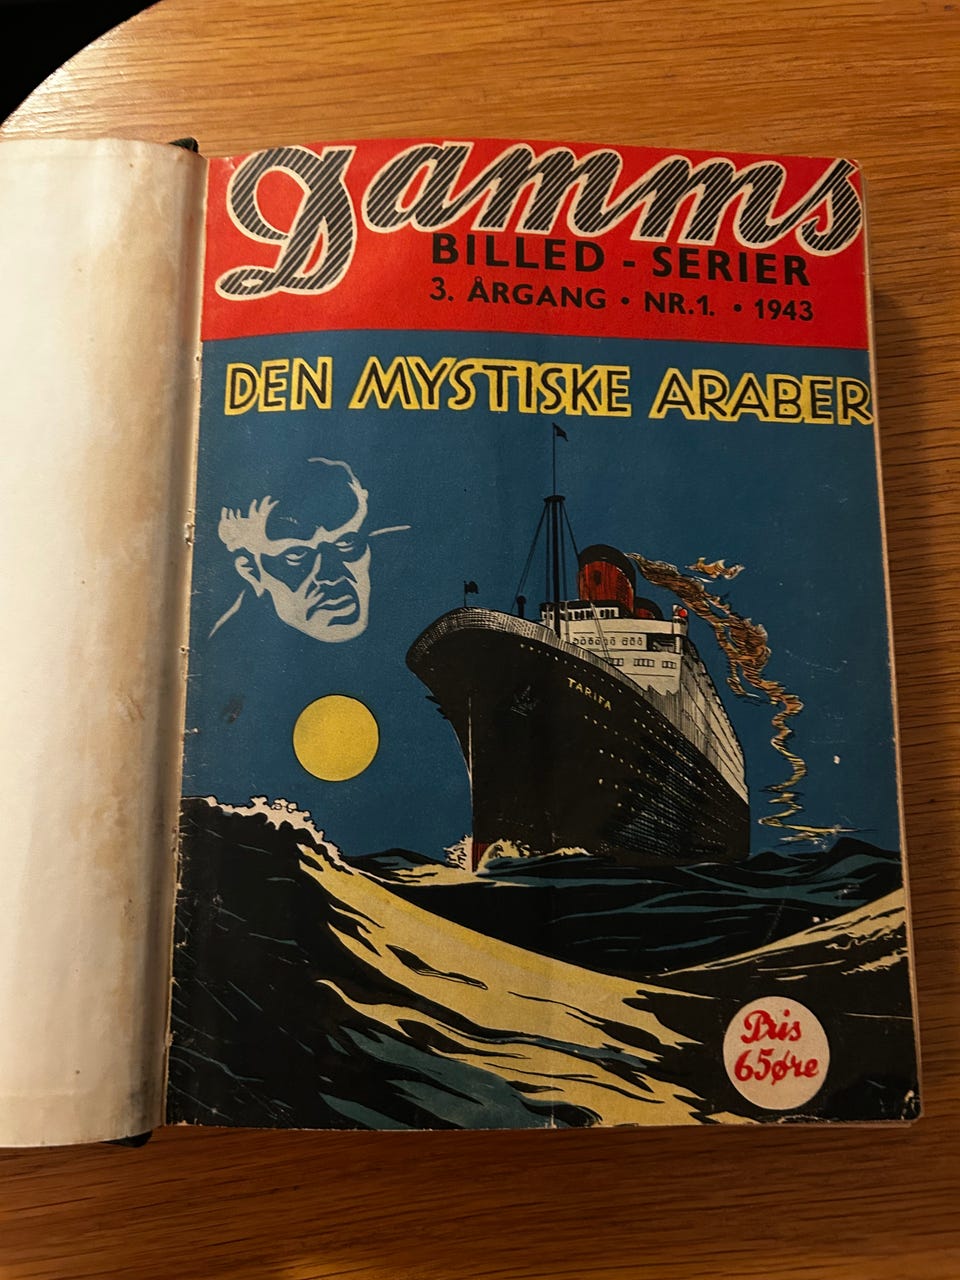 Damms
BILLED - SERIER
3. ÅRGANG • NR.1. • 1943
DEN MYSTISKE ARABER
TARIFA
Pris
65øre